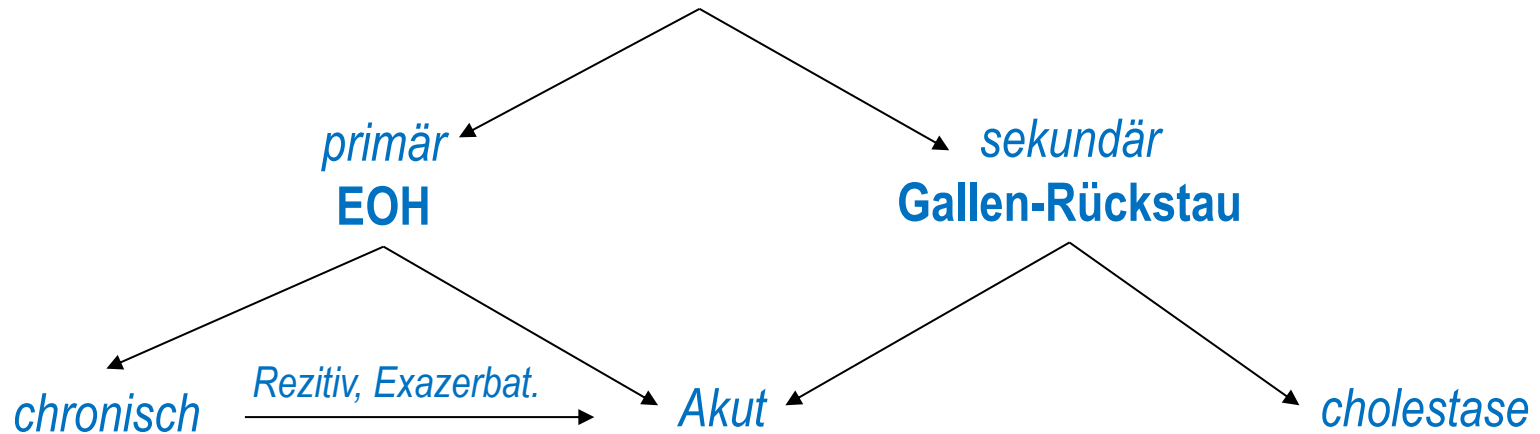 primär
EOH
sekundär
Gallen-Rückstau
chronisch
Rezitiv, Exazerbat.
Akut
cholestase